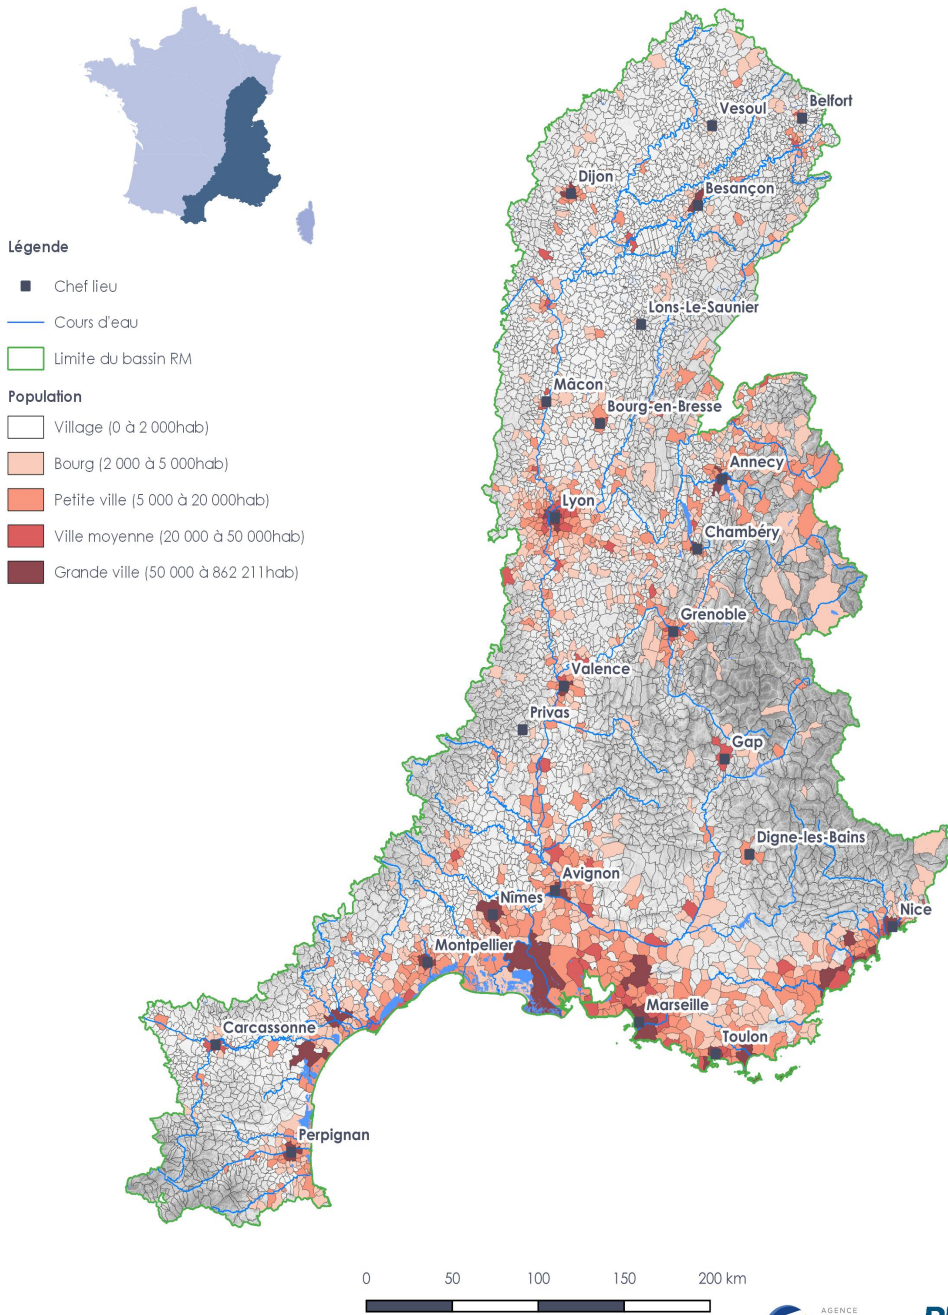 Légende
Chef lieu
Cours d'eau
Limite du bassin RM
Population
Village (0 à 2 000hab)
Bourg (2 000 à 5 000hab)
Petite ville (5 000 à 20 000hab)
Ville moyenne (20 000 à 50 000hab)
Grande ville (50 000 à 862 211hab)
Vesoul
Belfort
Dijon
Besançon
Lons-Le-Saunier
Mâcon
Bourg-en-Bresse
Annecy
Lyon
Chambéry
Grenoble
Valence
Privas
Gap
Digne-les-Bains
Avignon
Nîmes
Nice
Montpellier
Marseille
Carcassonne
Toulon
Perpignan
0 50 100 150 200 km
AGENCE